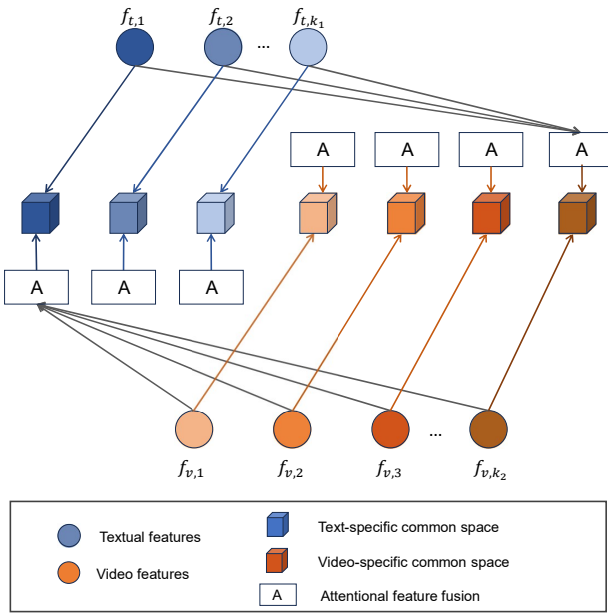 f_{t,1} f_{t,2} ... f_{t,k_1}
A A A A
A A A
...
f_{v,1} f_{v,2} f_{v,3} f_{v,k_2}
Textual features
Video features
Text-specific common space
Video-specific common space
A Attentional feature fusion